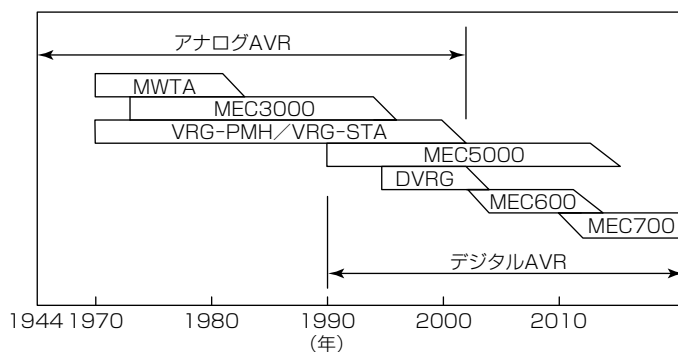 アナログAVR
MWTA
MEC3000
VRG-PMH／VRG-STA
MEC5000
DVRG
MEC600
MEC700
デジタルAVR
1944 1970 1980 1990 2000 2010
（年）